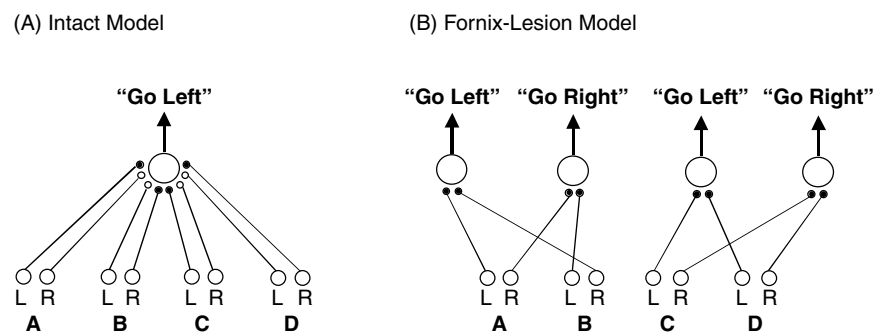 (A) Intact Model
(B) Fornix-Lesion Model
“Go Left”
“Go Left” “Go Right” “Go Left” “Go Right”
L R L R L R L R
A B C D
L R L R L R L R
A B C D